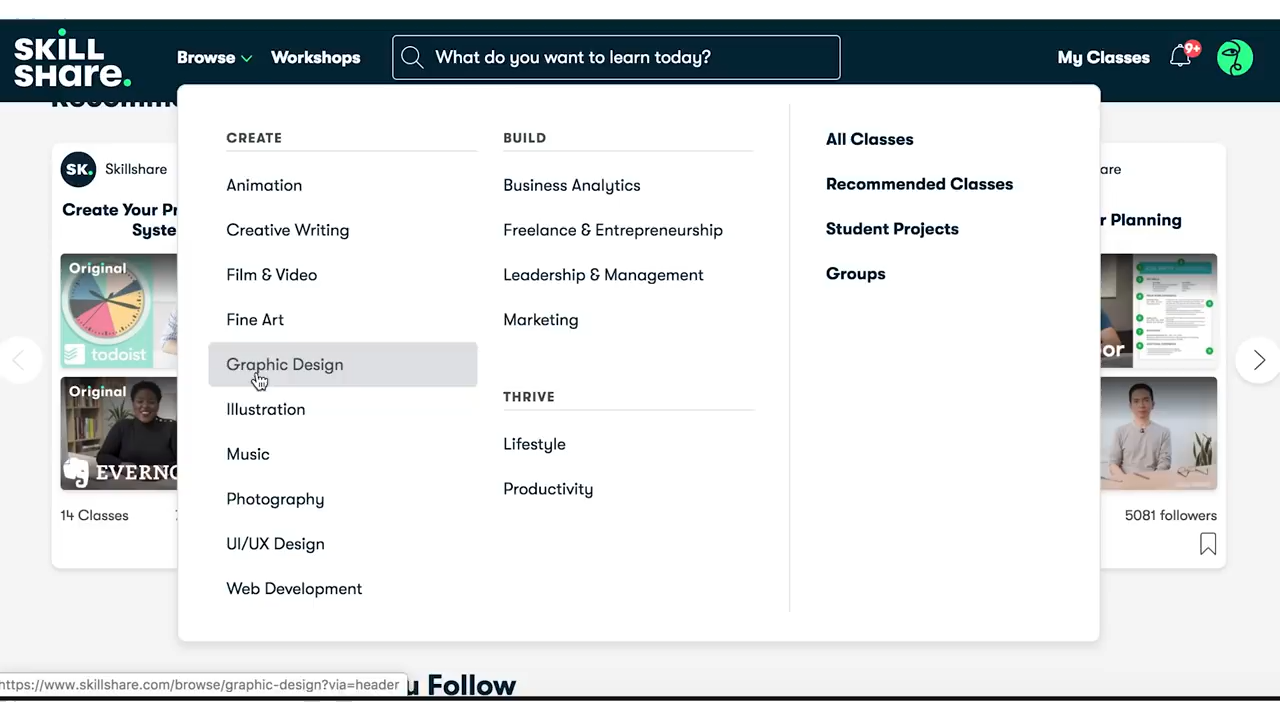 SKILL
SHARE.
Browse
Workshops
What do you want to learn today?
My Classes
9+
CREATE
Animation
Creative Writing
Film & Video
Fine Art
Graphic Design
Illustration
Music
Photography
UI/UX Design
Web Development
BUILD
Business Analytics
Freelance & Entrepreneurship
Leadership & Management
Marketing
THRIVE
Lifestyle
Productivity
All Classes
Recommended Classes
Student Projects
Groups
SK. Skillshare
Create Your
Original
todoist
Original
14 Classes
Planning
5081 followers
Follow
https://www.skillshare.com/browse/graphic-design?via=header